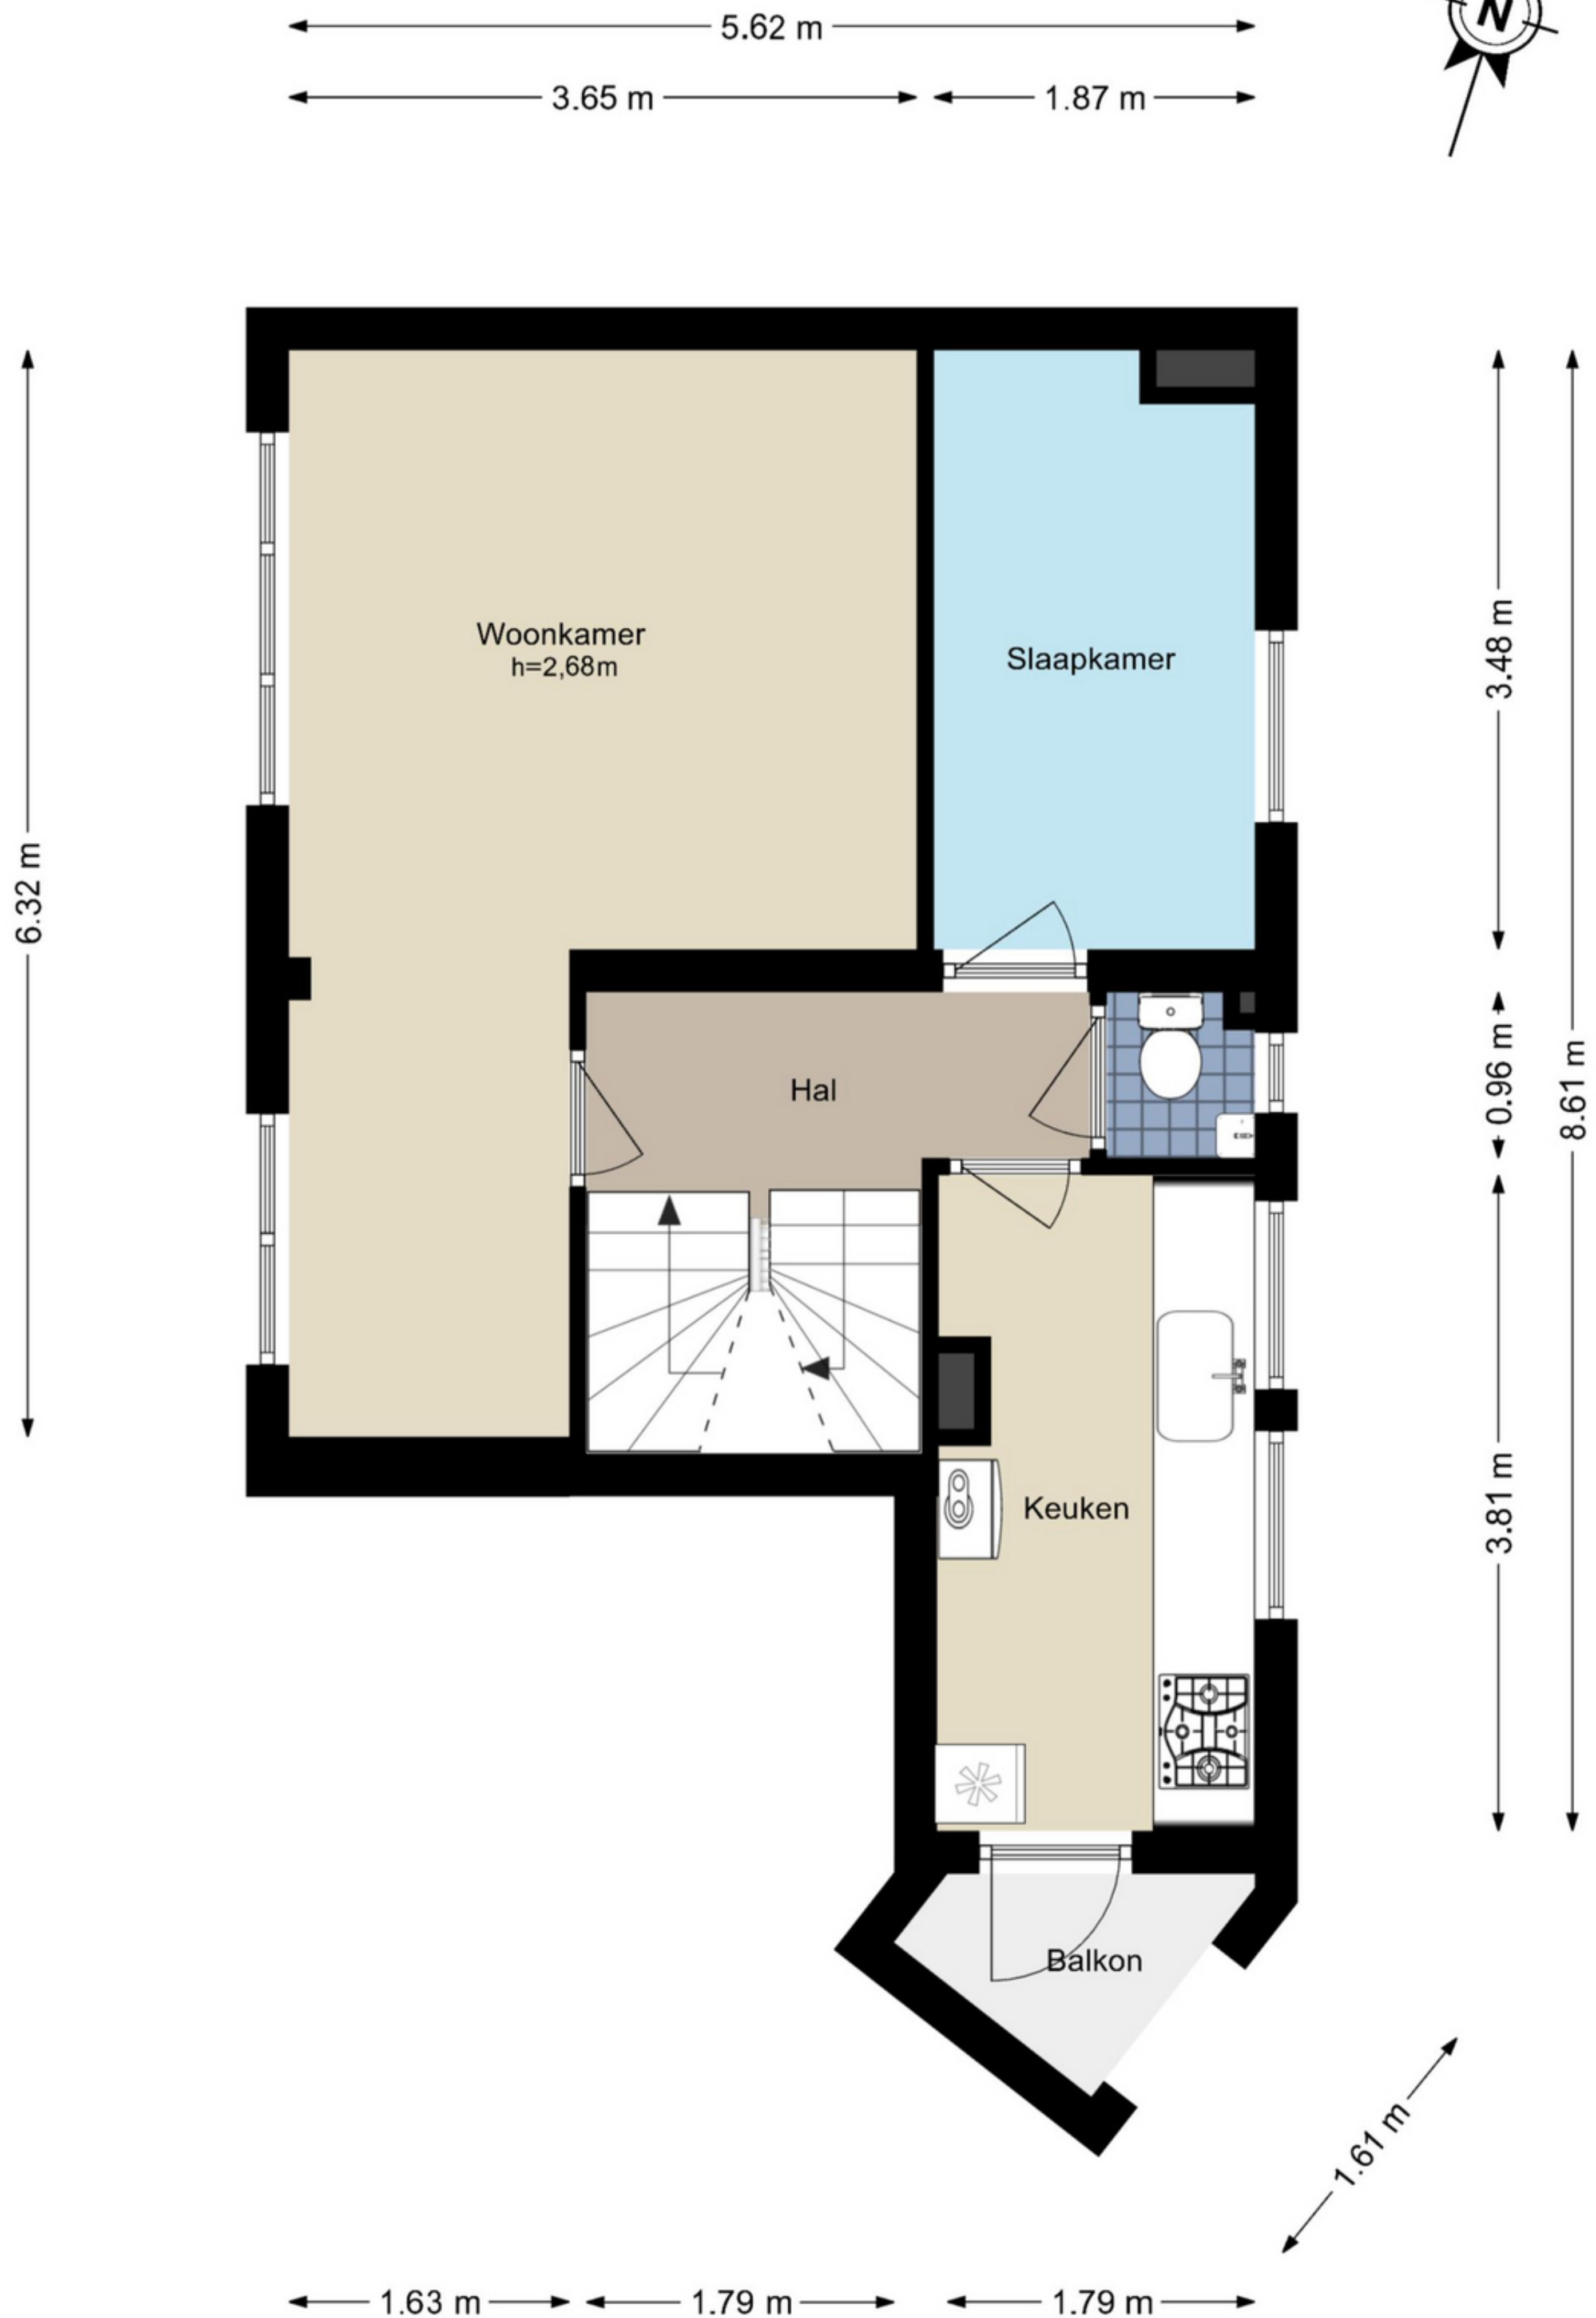 5.62 m
3.65 m
1.87 m
N
Woonkamer
h=2,68m
Slaapkamer
3.48 m
6.32 m
Hal
0.96 m
8.61 m
Keuken
3.81 m
Balkon
1.61 m
1.63 m
1.79 m
1.79 m